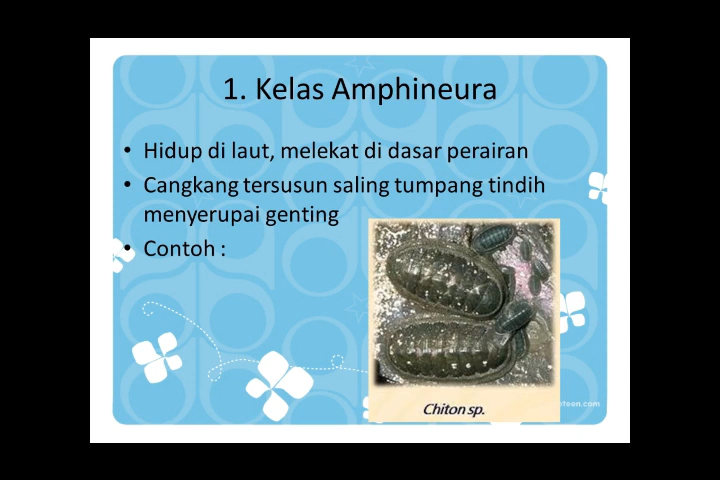 1. Kelas Amphineura
• Hidup di laut, melekat di dasar perairan
• Cangkang tersusun saling tumpang tindih
menyerupai genting
• Contoh :
Chiton sp.